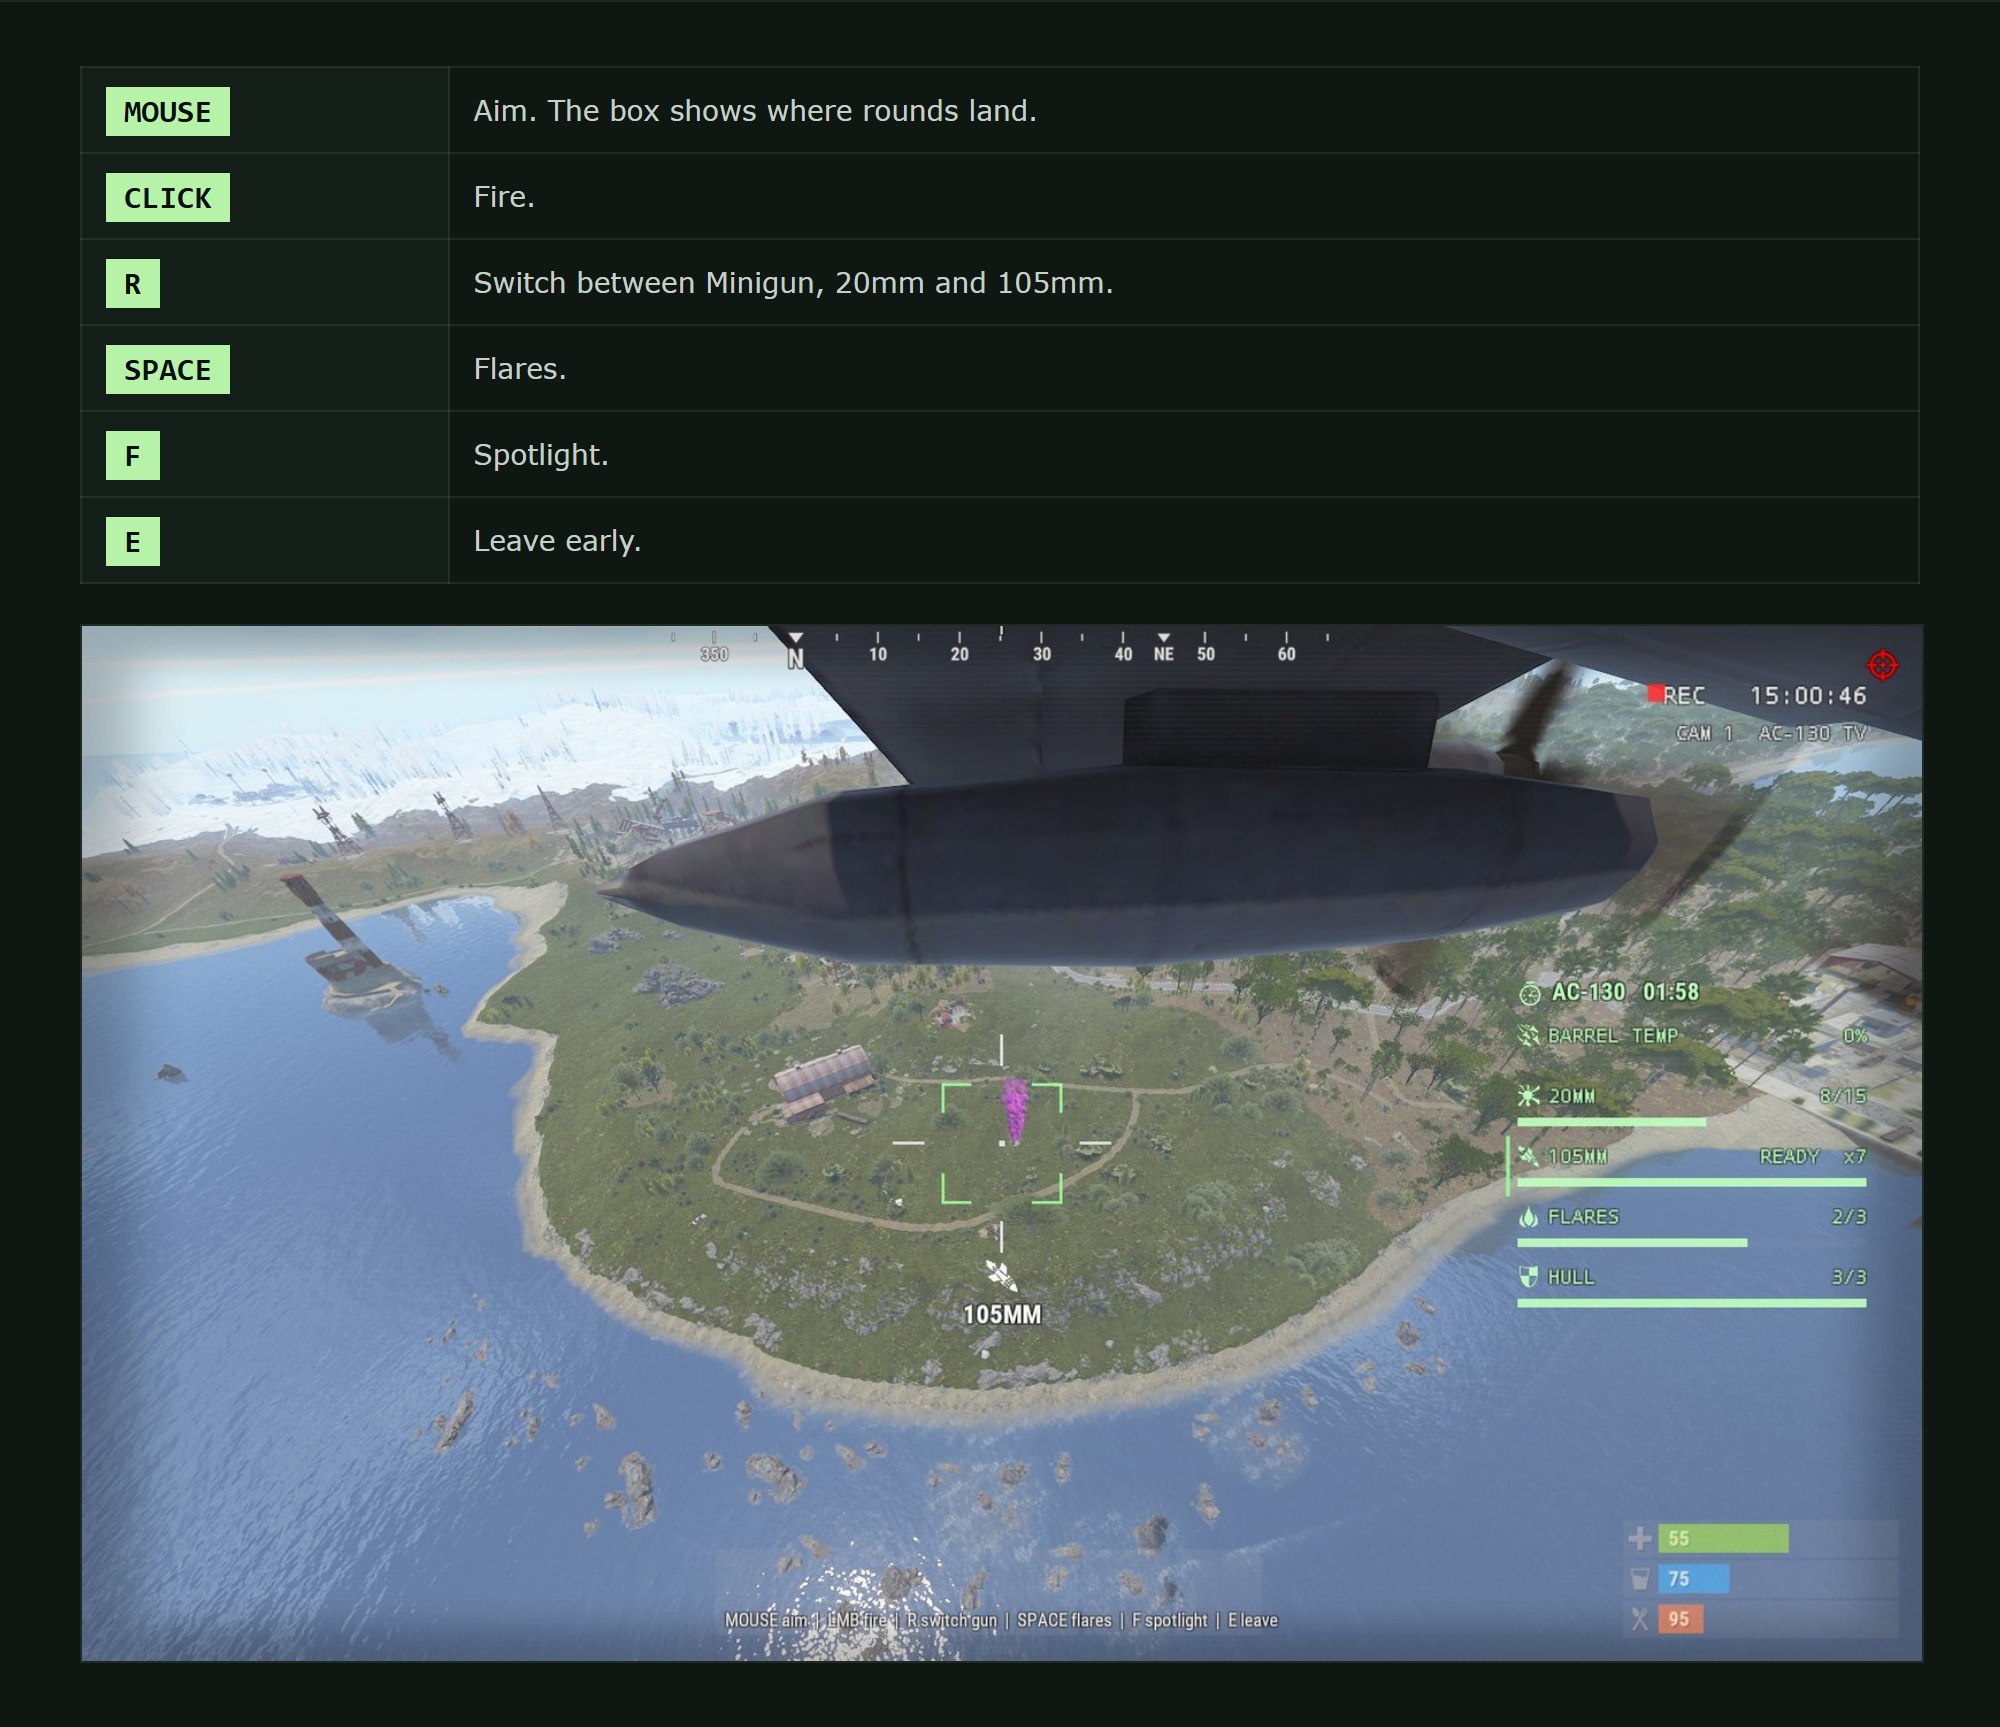 MOUSE Aim. The box shows where rounds land.
CLICK Fire.
R Switch between Minigun, 20mm and 105mm.
SPACE Flares.
F Spotlight.
E Leave early.
350 N 10 20 30 40 NE 50 60
REC 15:00:46
CAM 1 AC-130 TV
AC-130 01:58
BARREL TEMP 0%
20MM 8/15
105MM READY x7
FLARES 2/3
HULL 3/3
105MM
55
75
95
MOUSE aim | LMB fire | R switch gun | SPACE flares | F spotlight | E leave